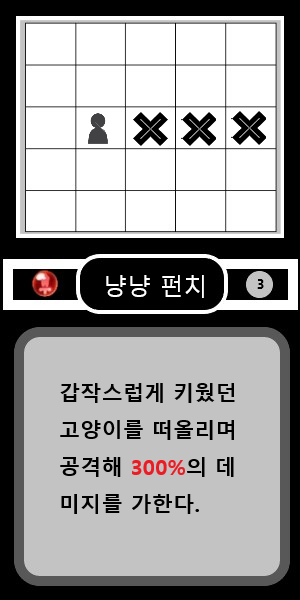 냥냥 펀치
3
갑작스럽게 키웠던
고양이를 떠올리며
공격해 300%의 데
미지를 가한다.